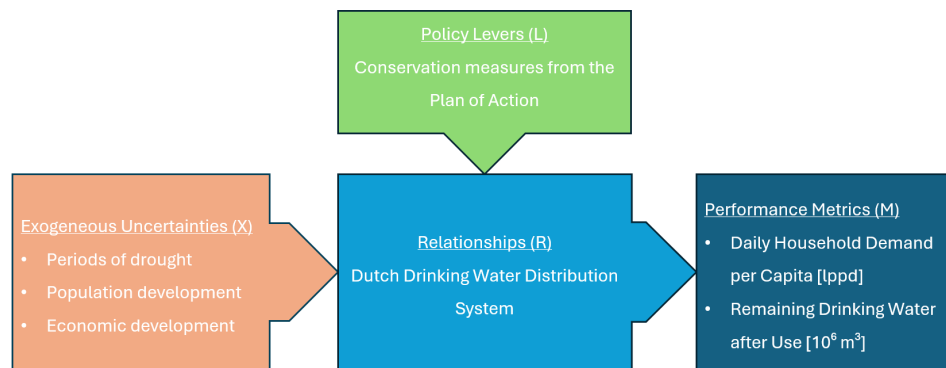 Policy Levers (L)
Conservation measures from the
Plan of Action
Exogeneous Uncertainties (X)
• Periods of drought
• Population development
• Economic development
Relationships (R)
Dutch Drinking Water Distribution
System
Performance Metrics (M)
• Daily Household Demand
per Capita [lppd]
• Remaining Drinking Water
after Use [10⁶ m³]